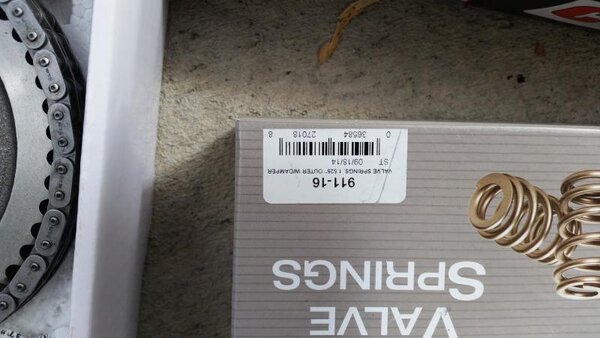 VALVE
SPRINGS
911-16
VALVE SPRINGS, 1.525" OUTER W/DAMPER
ST 09/18/14
0 36584 27018 8